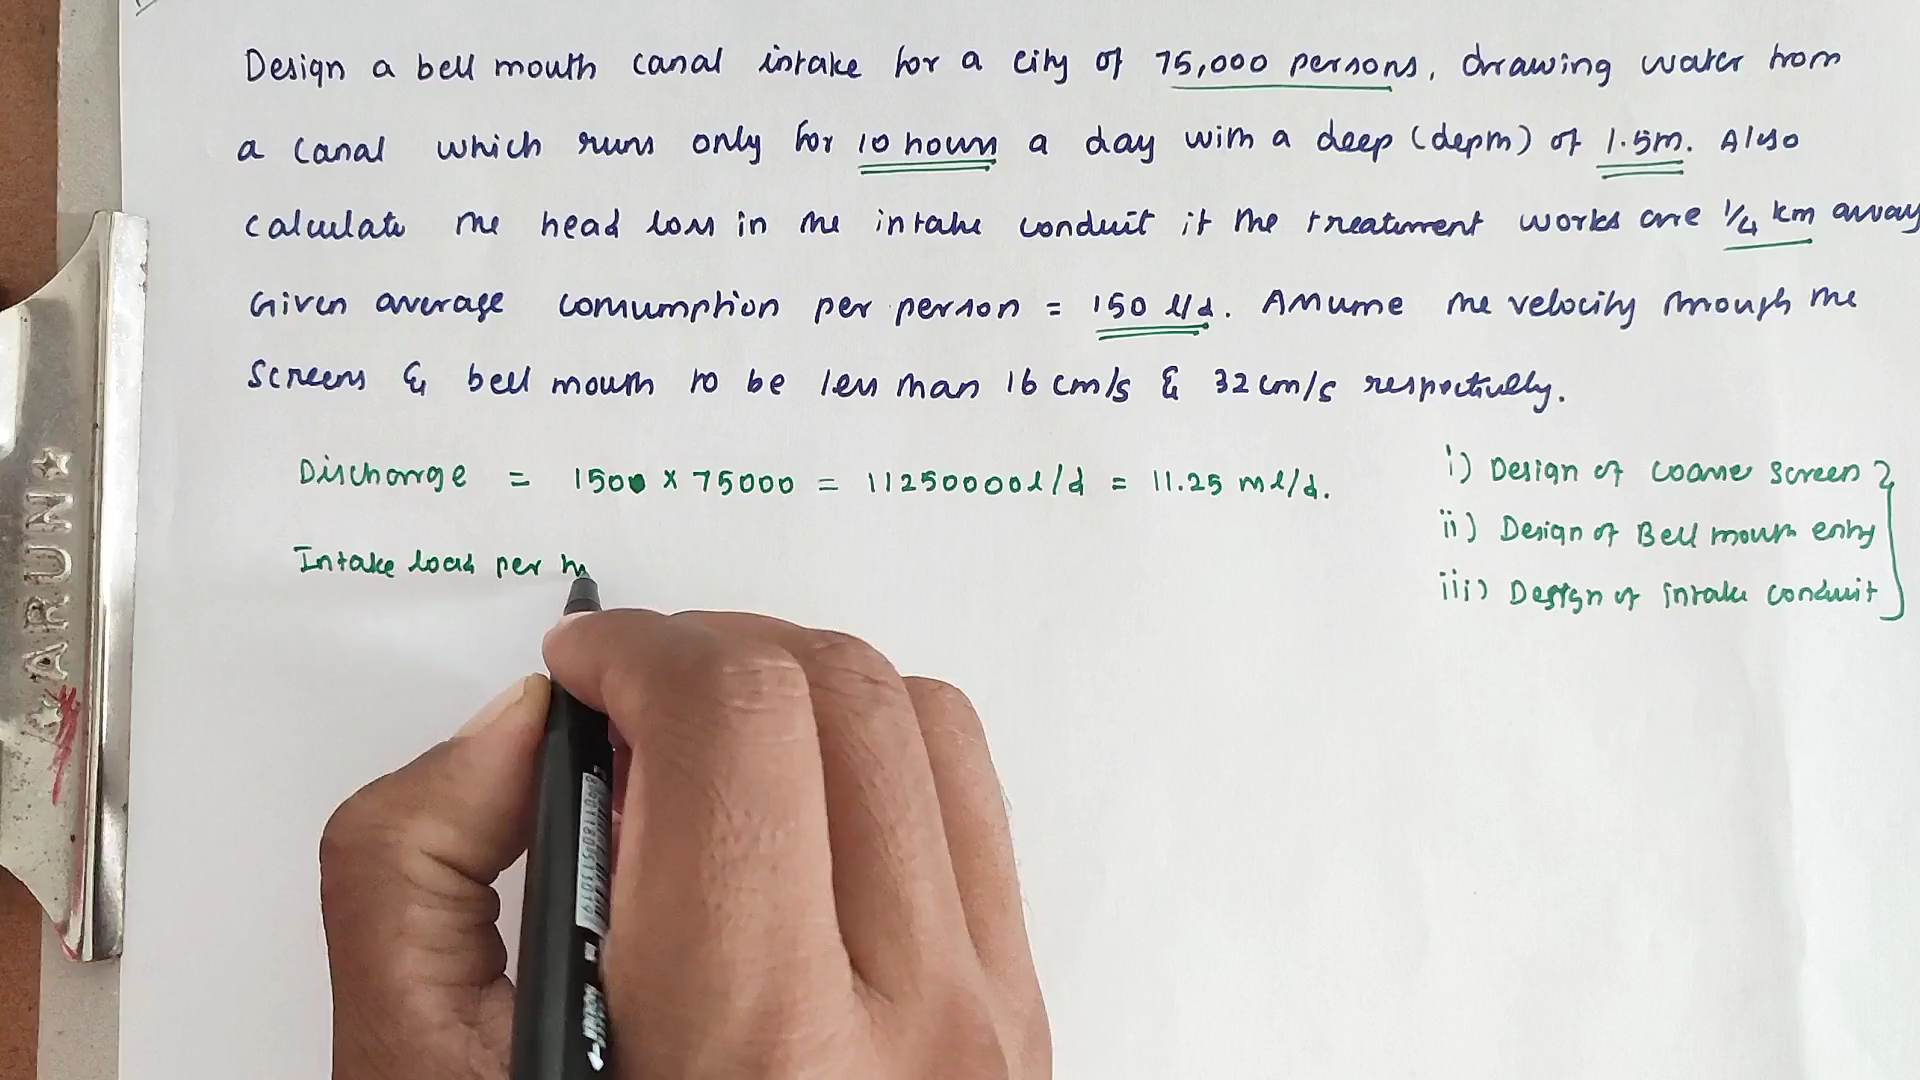 Design a bell mouth canal intake for a city of 75,000 persons, drawing water from
a canal which runs only for 10 hours a day with a deep (depth) of 1.5m. Also
calculate the head loss in the intake conduit if the treatment works are 1/4 km away
Given average consumption per person = 150 l/d. Assume the velocity through the
screens & bell mouth to be less than 16 cm/s & 32 cm/s respectively.
Discharge = 1500 x 75000 = 11250000 l/d = 11.25 ml/d.
Intake load per h
i) Design of coarse screen
ii) Design of Bell mouth entry
iii) Design of intake conduit
ARUN